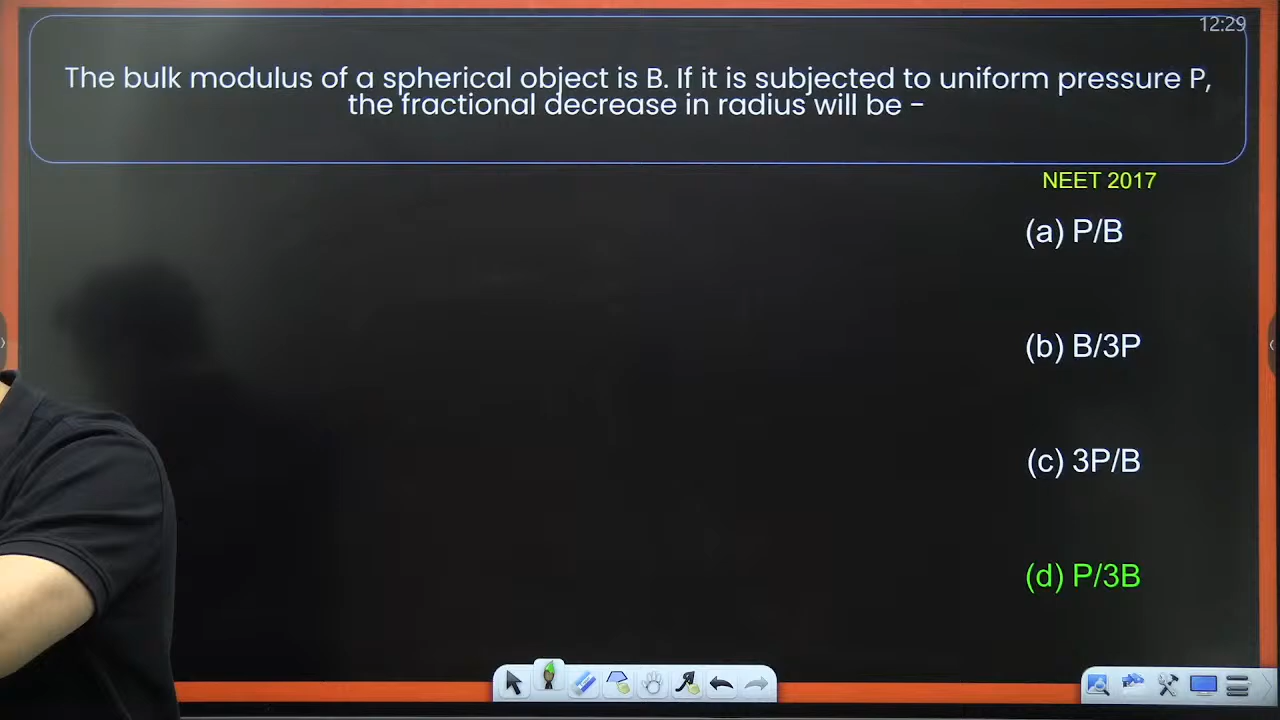 12:29
The bulk modulus of a spherical object is B. If it is subjected to uniform pressure P,
the fractional decrease in radius will be -
NEET 2017
(a) P/B
(b) B/3P
(c) 3P/B
(d) P/3B